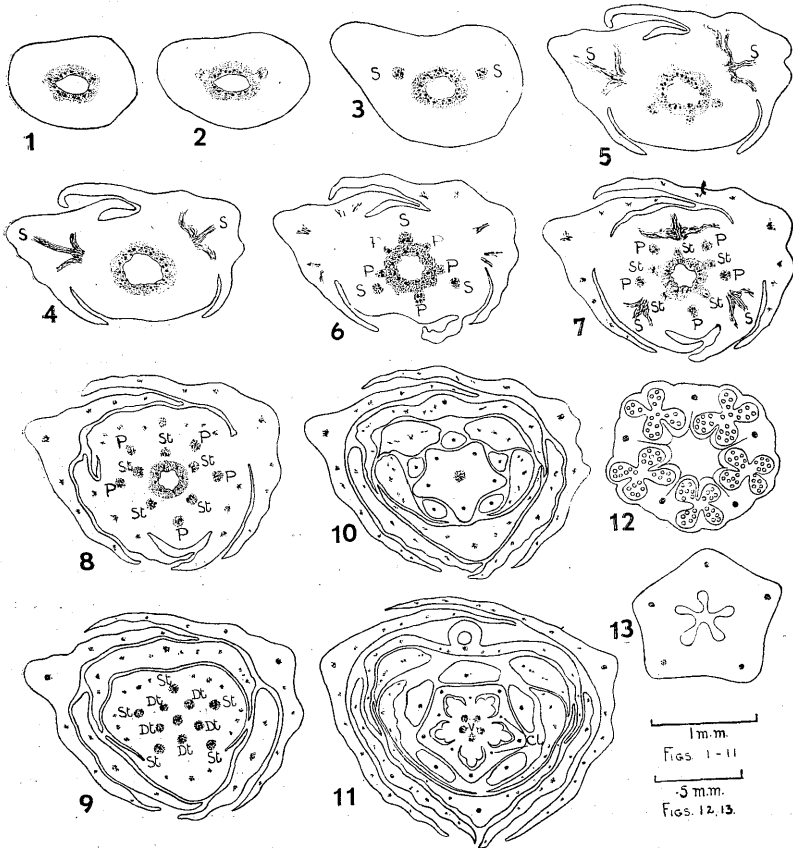 1
2
S S
3
S S
5
S S
4
S
P P
P P
S S
P
6
P St P
St St
P P
St St
S P S
7
P St P
St St
P P
St St
P
8
10
12
13
St
Dt Dt
St St
Dt Dt
Dt
St St
9
V
Cl
11
1 m.m.
FIGS. 1-11
.5 m.m.
FIGS. 12, 13.